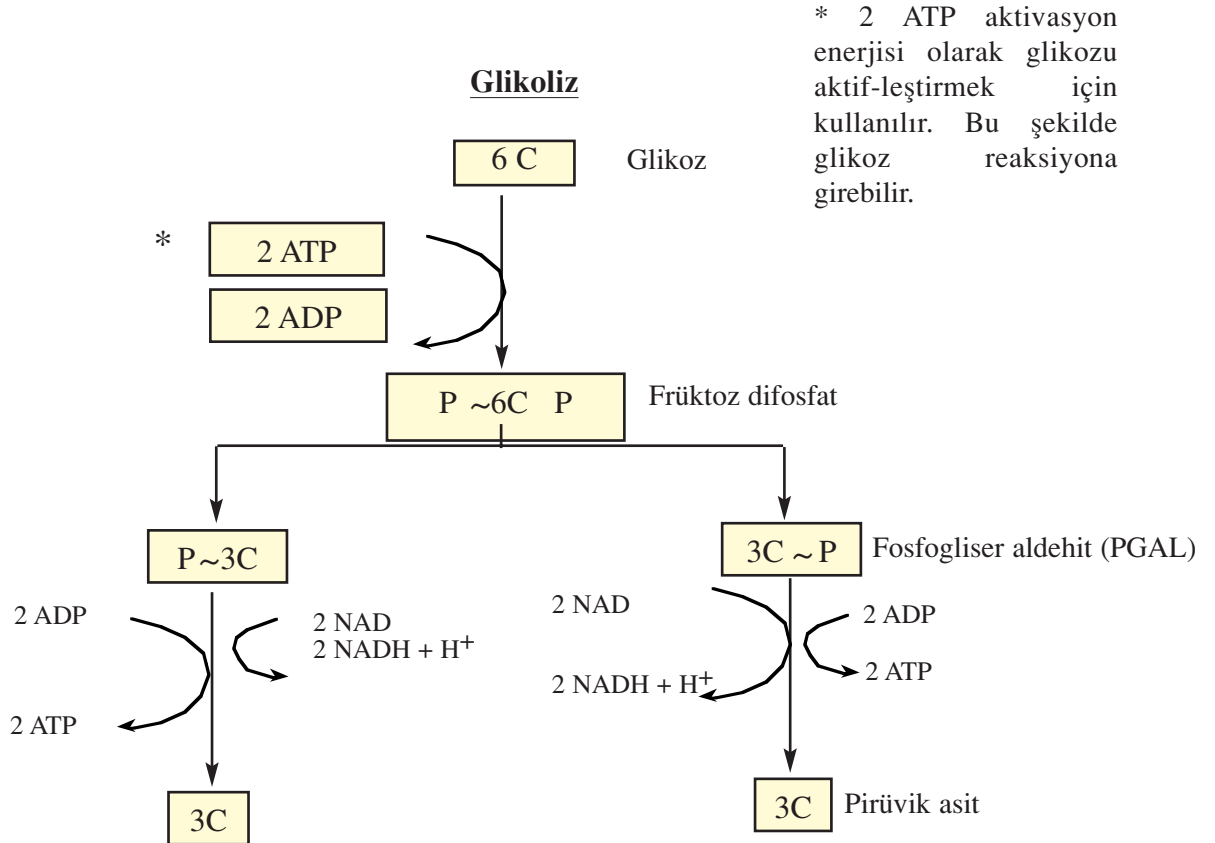 * 2 ATP aktivasyon
enerjisi olarak glikozu
aktif-leştirmek için
kullanılır. Bu şekilde
glikoz reaksiyona
girebilir.
Glikoliz
6 C Glikoz
* 2 ATP
2 ADP
P ~6C P Früktoz difosfat
P~3C
3C ~ P Fosfogliser aldehit (PGAL)
2 ADP
2 NAD
2 NADH + H+
2 ATP
2 NAD
2 ADP
2 NADH + H+
2 ATP
3C
3C Pirüvik asit